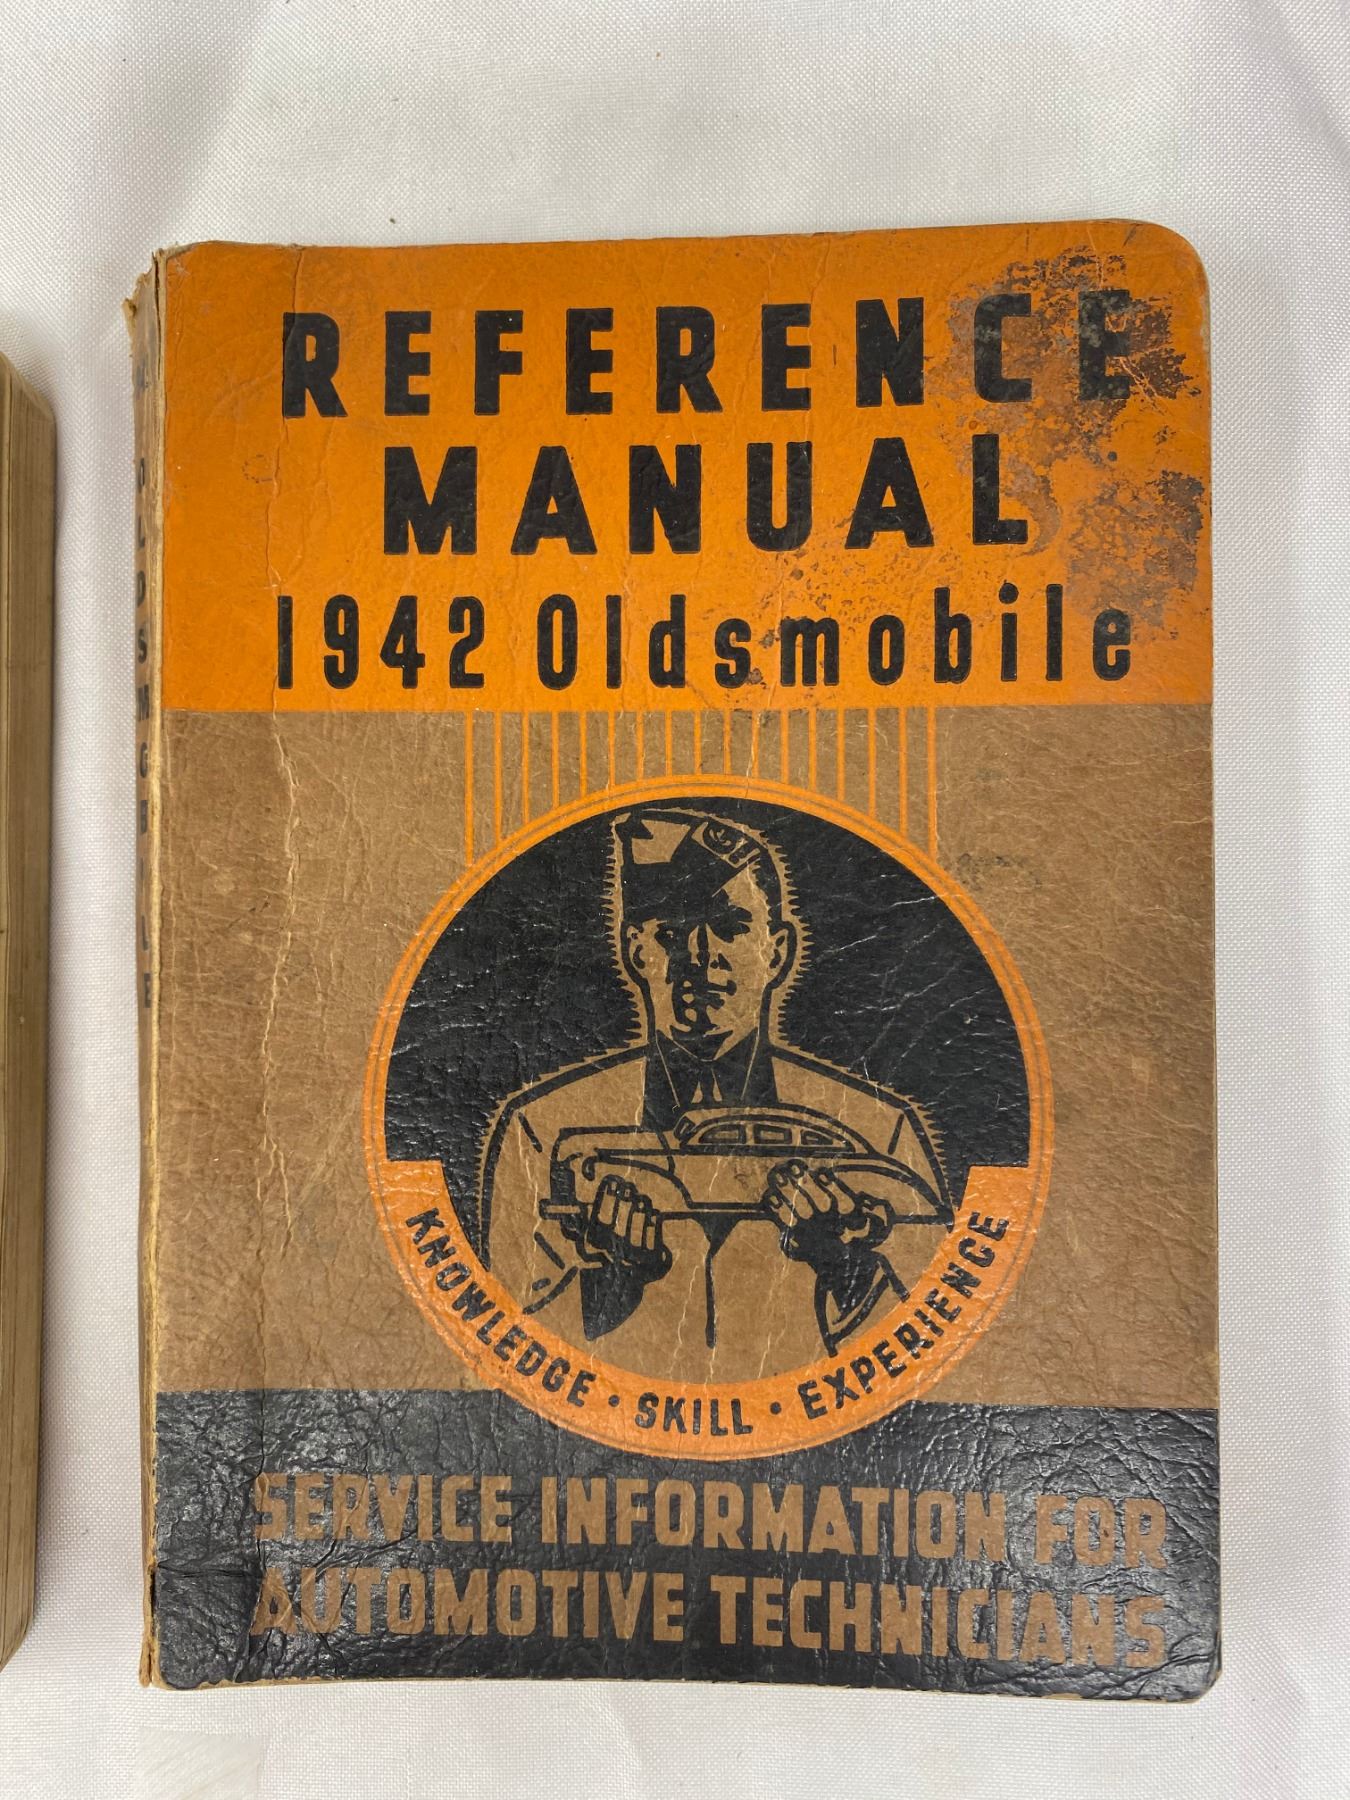 REFERENCE
MANUAL
1942 Oldsmobile
KNOWLEDGE · SKILL · EXPERIENCE
SERVICE INFORMATION FOR
AUTOMOTIVE TECHNICIANS
OLDSMOBILE